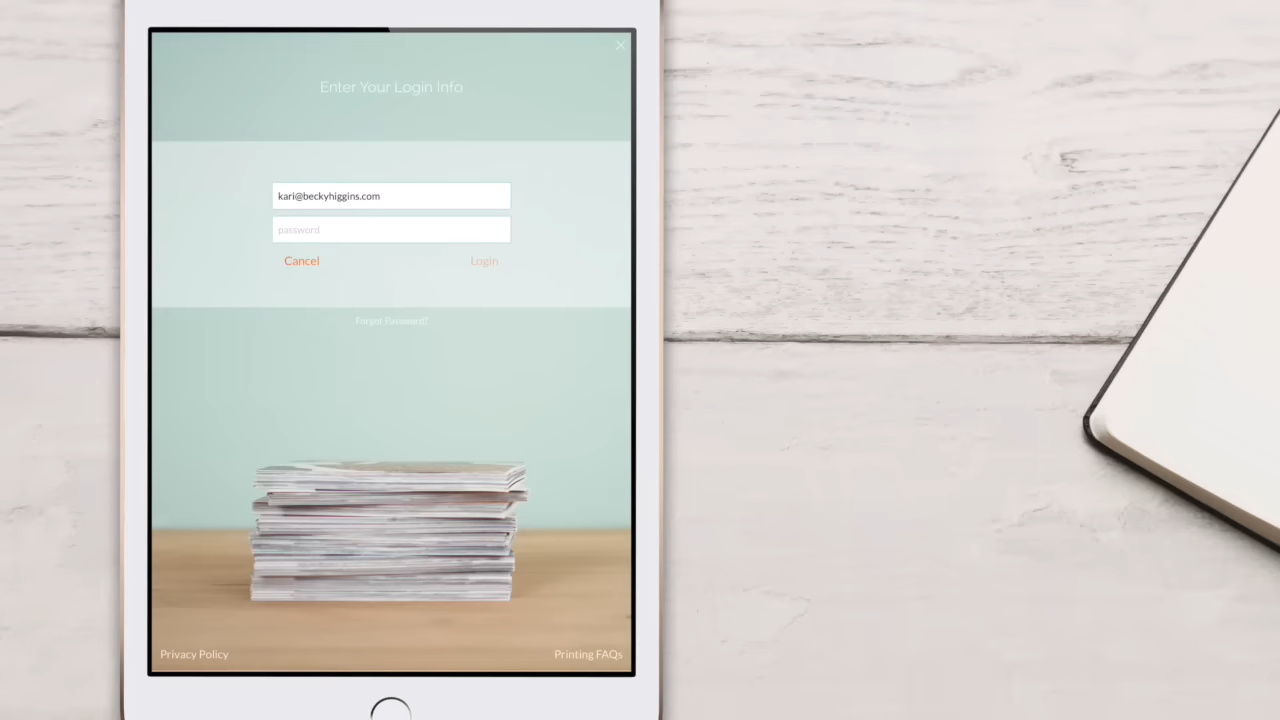 Enter Your Login Info
kari@beckyhiggins.com
password
Cancel Login
Forgot Password?
Privacy Policy Printing FAQs